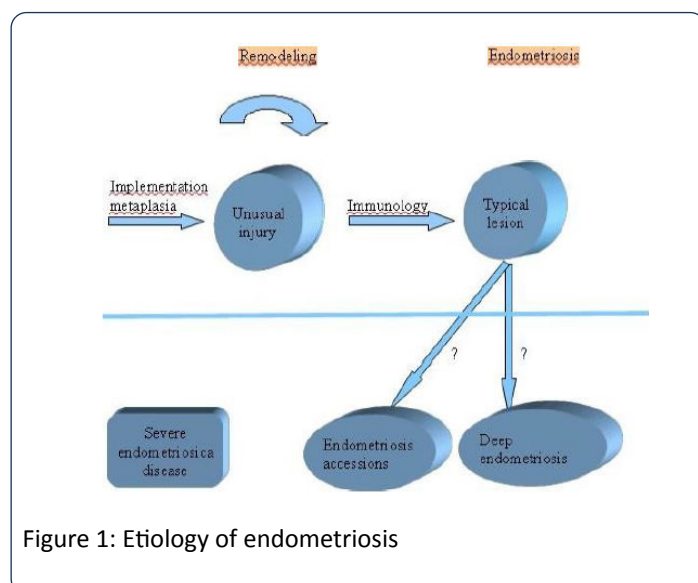 Remodeling
Endometriosis
Implementation
metaplasia
Unusual
injury
Immunology
Typical
lesion
?
?
Severe
endometriosica
disease
Endometriosis
accessions
Deep
endometriosis
Figure 1: Etiology of endometriosis